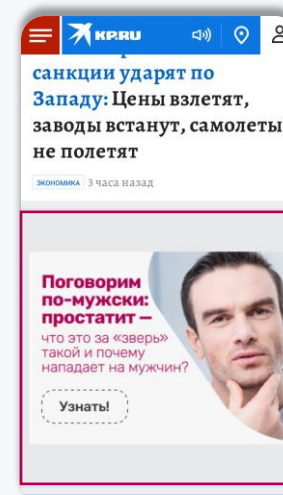 KP.RU
санкции ударят по
Западу: Цены взлетят,
заводы встанут, самолеты
не полетят
ЭКОНОМИКА 3 часа назад
Поговорим
по-мужски:
простатит —
что это за «зверь»
такой и почему
нападает на мужчин?
Узнать!